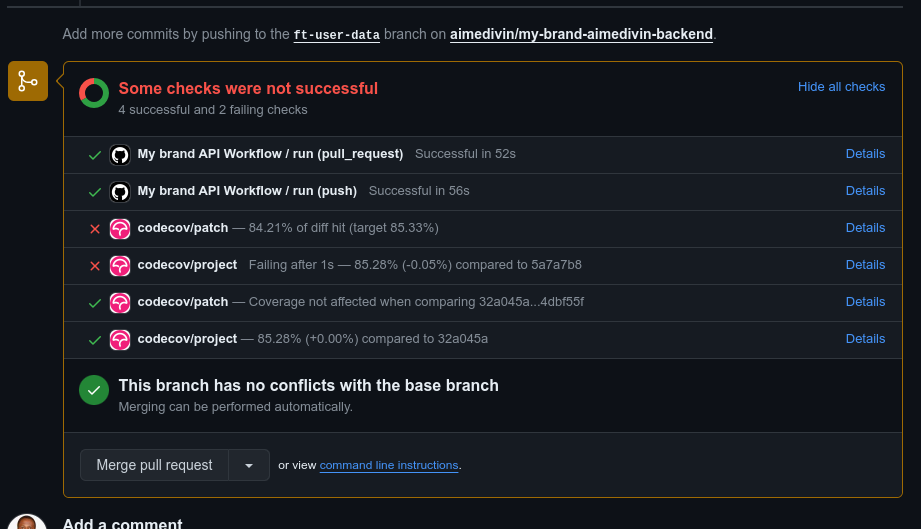 Add more commits by pushing to the ft-user-data branch on aimedivin/my-brand-aimedivin-backend.
Some checks were not successful
Hide all checks
4 successful and 2 failing checks
My brand API Workflow / run (pull_request) Successful in 52s Details
My brand API Workflow / run (push) Successful in 56s Details
codecov/patch — 84.21% of diff hit (target 85.33%) Details
codecov/project Failing after 1s — 85.28% (-0.05%) compared to 5a7a7b8 Details
codecov/patch — Coverage not affected when comparing 32a045a...4dbf55f Details
codecov/project — 85.28% (+0.00%) compared to 32a045a Details
This branch has no conflicts with the base branch
Merging can be performed automatically.
Merge pull request or view command line instructions.
Add a comment